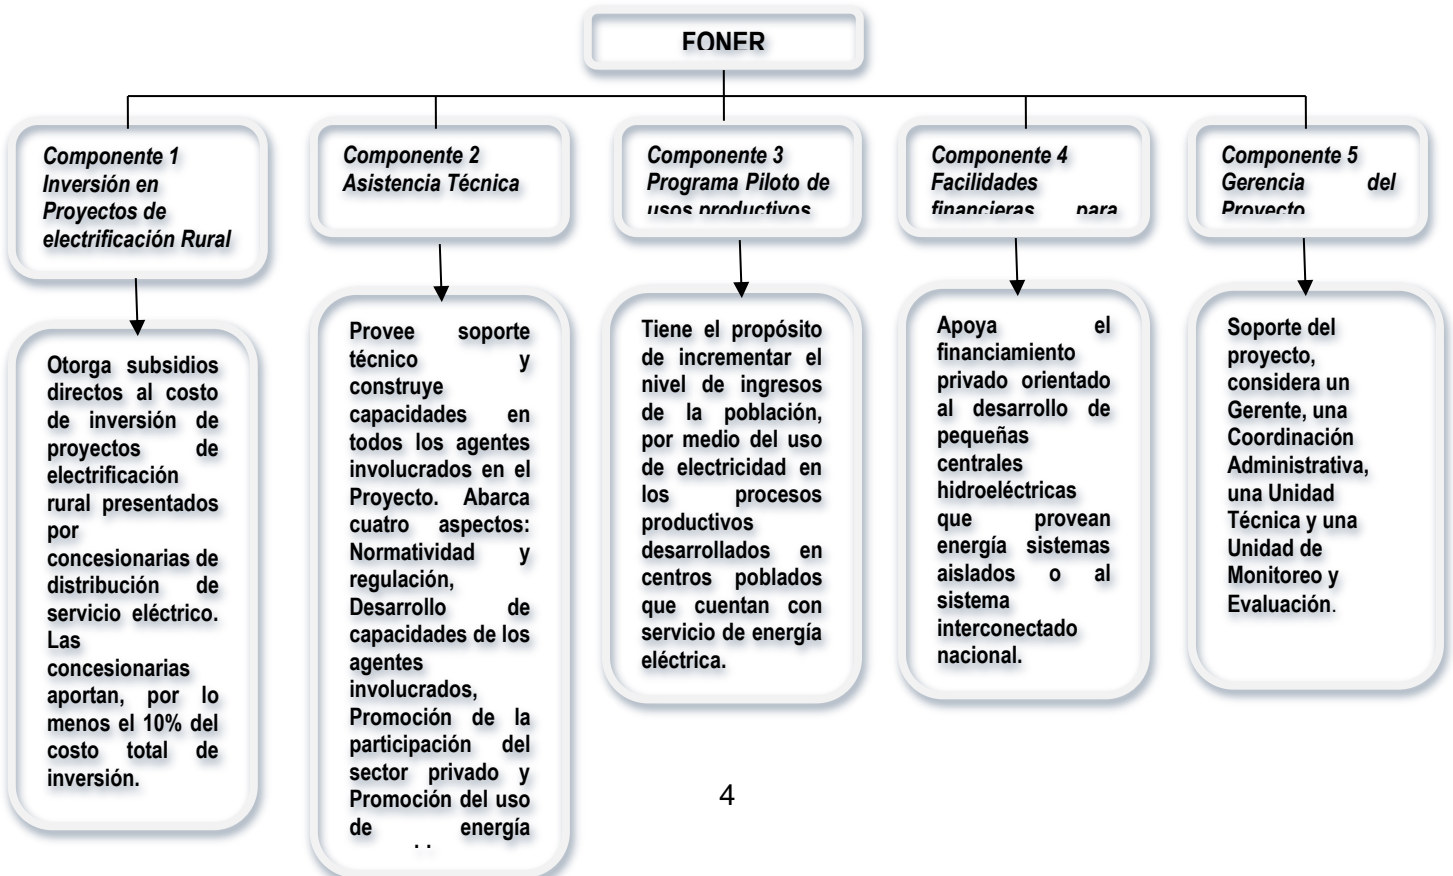 FONER
Componente 1
Inversión en
Proyectos de
electrificación Rural
Componente 2
Asistencia Técnica
Componente 3
Programa Piloto de
usos productivos
Componente 4
Facilidades
financieras para
Componente 5
Gerencia del
Proyecto
Otorga subsidios
directos al costo
de inversión de
proyectos de
electrificación
rural presentados
por
concesionarias de
distribución de
servicio eléctrico.
Las
concesionarias
aportan, por lo
menos el 10% del
costo total de
inversión.
Provee soporte
técnico y
construye
capacidades en
todos los agentes
involucrados en el
Proyecto. Abarca
cuatro aspectos:
Normatividad y
regulación,
Desarrollo de
capacidades de los
agentes
involucrados,
Promoción de la
participación del
sector privado y
Promoción del uso
de energía
Tiene el propósito
de incrementar el
nivel de ingresos
de la población,
por medio del uso
de electricidad en
los procesos
productivos
desarrollados en
centros poblados
que cuentan con
servicio de energía
eléctrica.
Apoya el
financiamiento
privado orientado
al desarrollo de
pequeñas
centrales
hidroeléctricas
que provean
energía sistemas
aislados o al
sistema
interconectado
nacional.
Soporte del
proyecto,
considera un
Gerente, una
Coordinación
Administrativa,
una Unidad
Técnica y una
Unidad de
Monitoreo y
Evaluación.
4